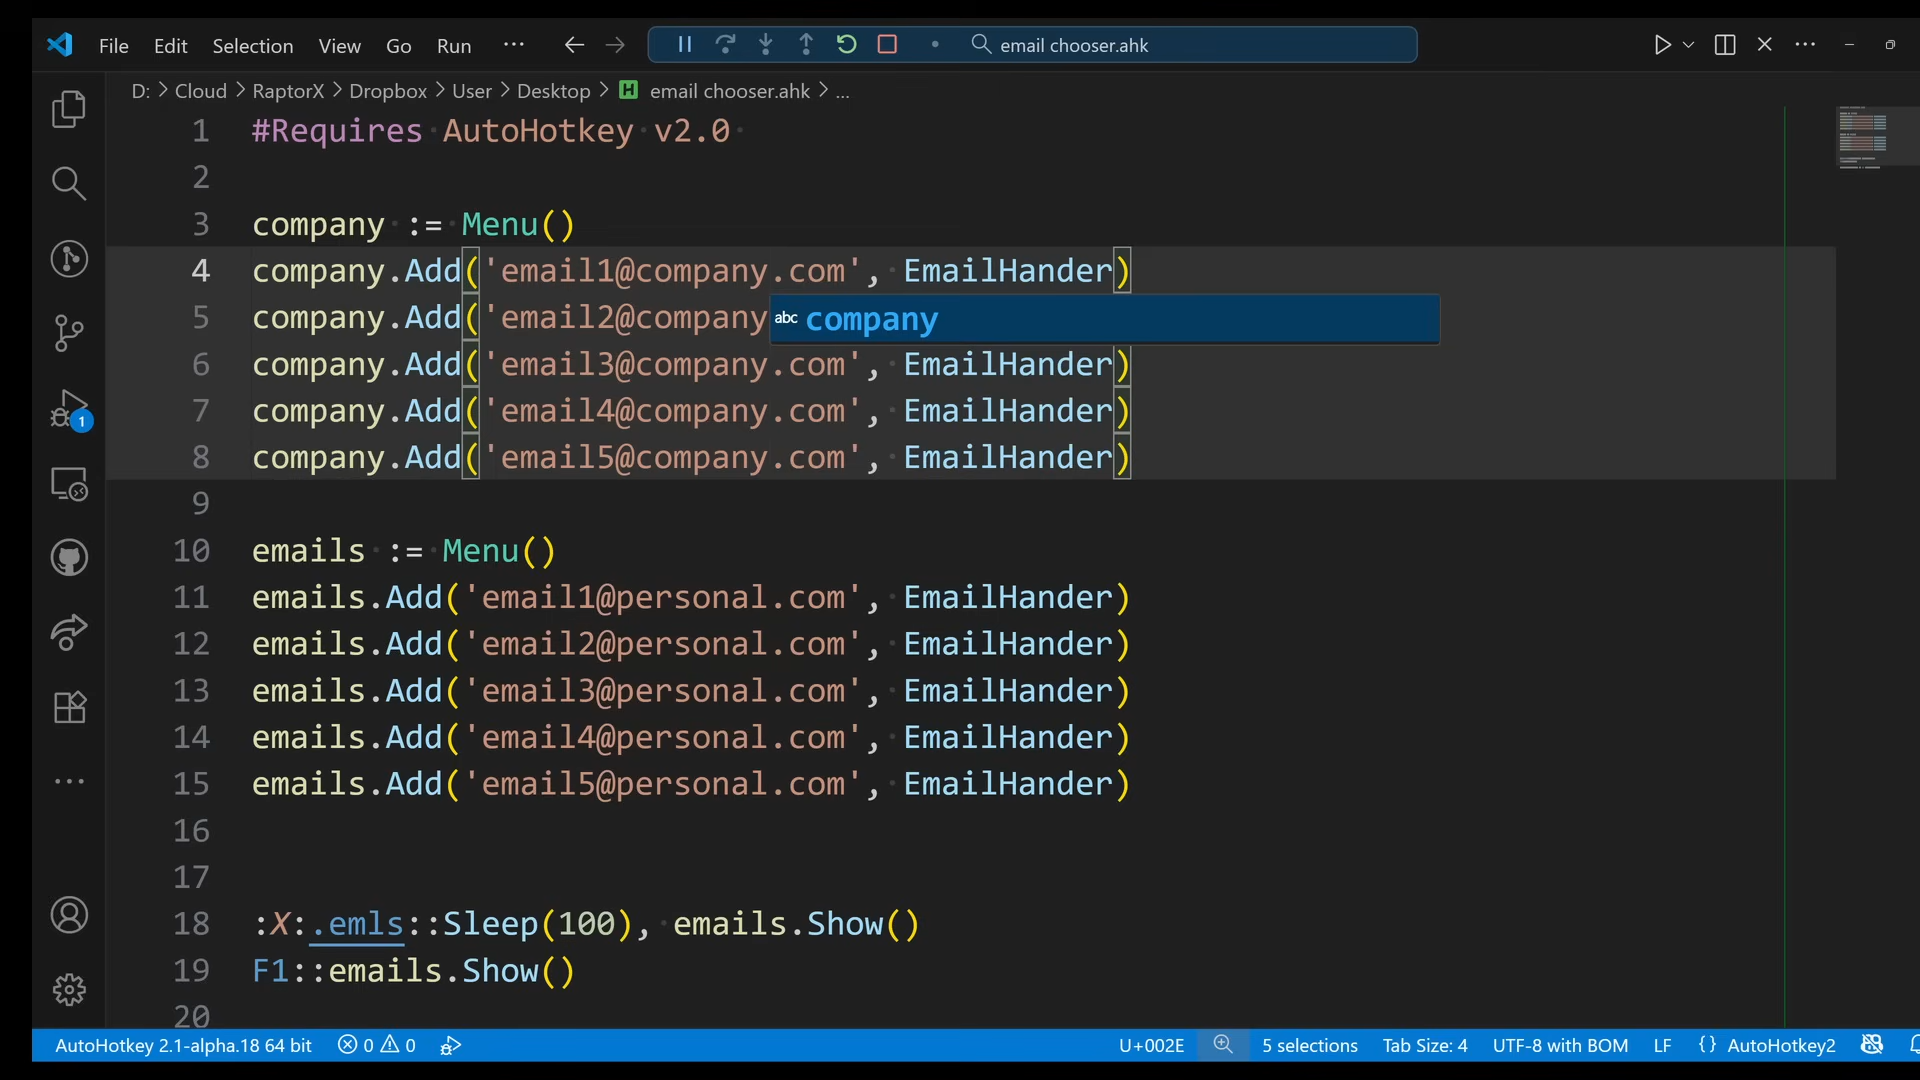 File Edit Selection View Go Run ··· email chooser.ahk
D: > Cloud > RaptorX > Dropbox > User > Desktop > H email chooser.ahk > ...
1 #Requires AutoHotkey v2.0
2
3 company := Menu()
4 company.Add('email1@company.com', EmailHander)
5 company.Add('email2@company
abc company
6 company.Add('email3@company.com', EmailHander)
7 company.Add('email4@company.com', EmailHander)
8 company.Add('email5@company.com', EmailHander)
9
10 emails := Menu()
11 emails.Add('email1@personal.com', EmailHander)
12 emails.Add('email2@personal.com', EmailHander)
13 emails.Add('email3@personal.com', EmailHander)
14 emails.Add('email4@personal.com', EmailHander)
15 emails.Add('email5@personal.com', EmailHander)
16
17
18 :X:.emls::Sleep(100), emails.Show()
19 F1::emails.Show()
20
1
AutoHotkey 2.1-alpha.18 64 bit 0 0 U+002E 5 selections Tab Size: 4 UTF-8 with BOM LF {} AutoHotkey2